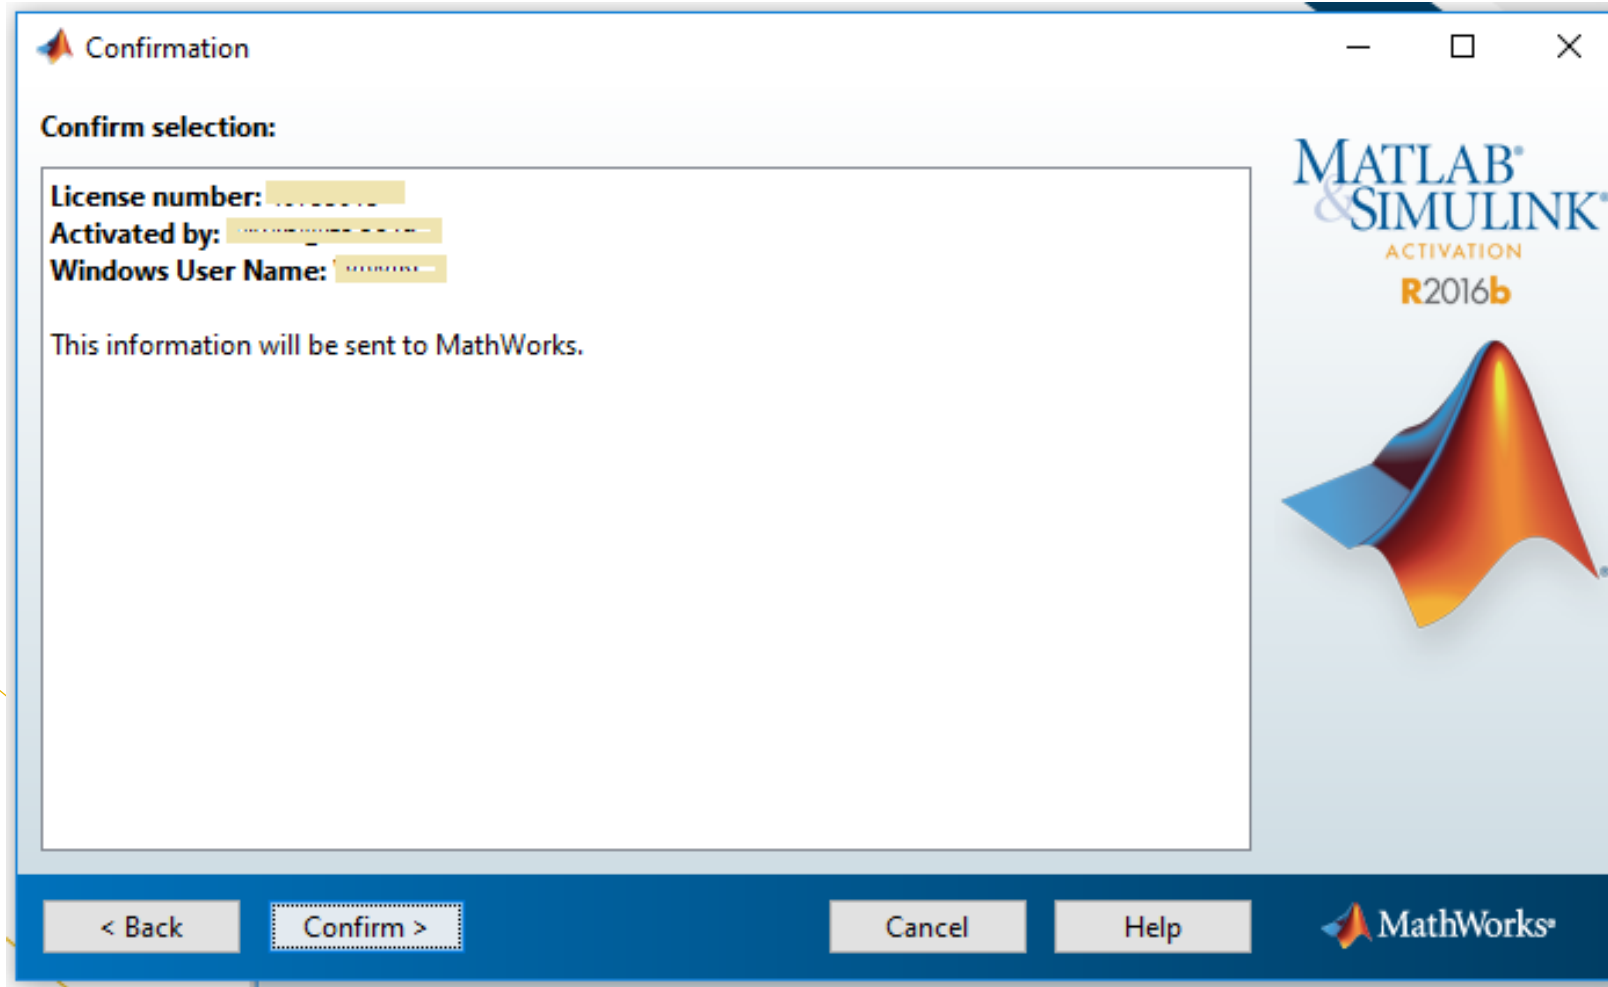 Confirmation
Confirm selection:
License number:
Activated by:
Windows User Name:
This information will be sent to MathWorks.
MATLAB®
&SIMULINK®
ACTIVATION
R2016b
®
< Back
Confirm >
Cancel
Help
MathWorks®